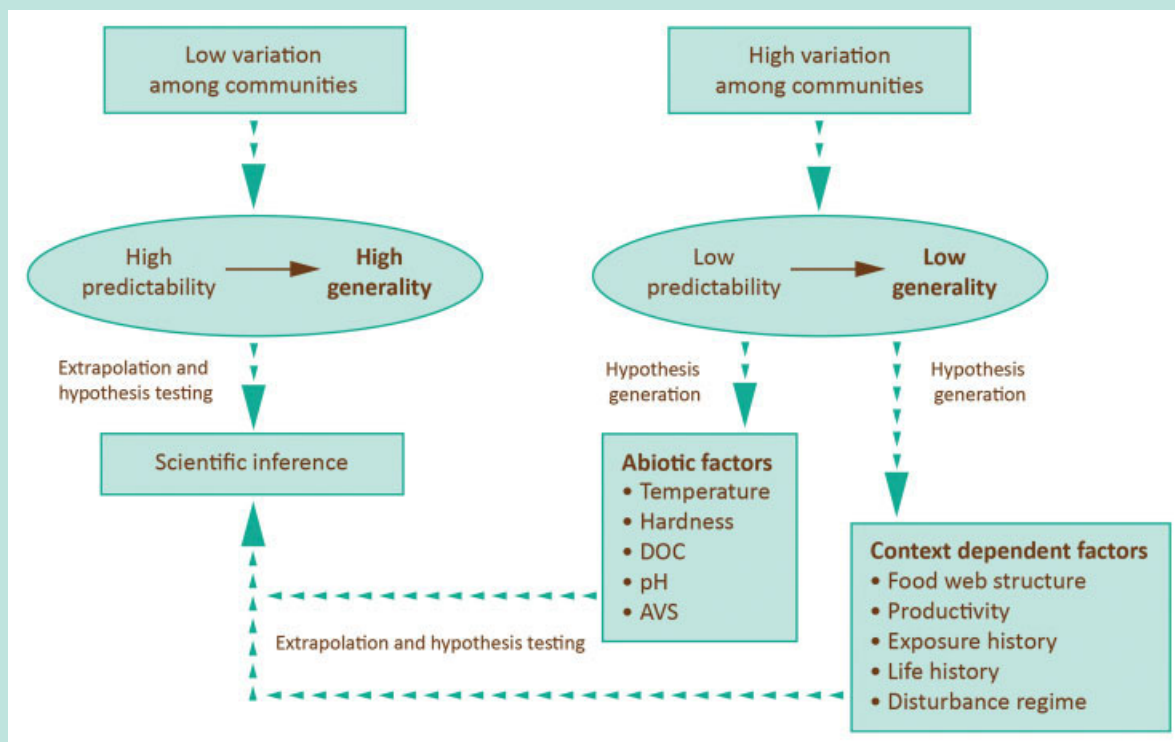 Low variation
among communities
High variation
among communities
High
predictability
High
generality
Low
predictability
Low
generality
Extrapolation and
hypothesis testing
Hypothesis
generation
Hypothesis
generation
Scientific inference
Abiotic factors
• Temperature
• Hardness
• DOC
• pH
• AVS
Context dependent factors
• Food web structure
• Productivity
• Exposure history
• Life history
• Disturbance regime
Extrapolation and hypothesis testing